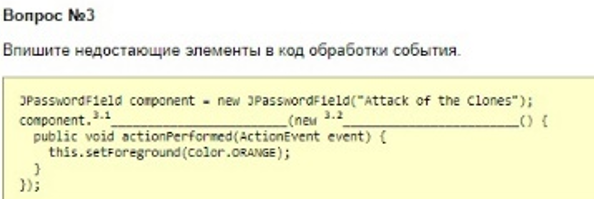 Вопрос №3
Впишите недостающие элементы в код обработки события.
JPasswordField component = new JPasswordField("Attack of the Clones");
component.3.1______________________(new 3.2______________________() {
public void actionPerformed(ActionEvent event) {
this.setForeground(Color.ORANGE);
}
});